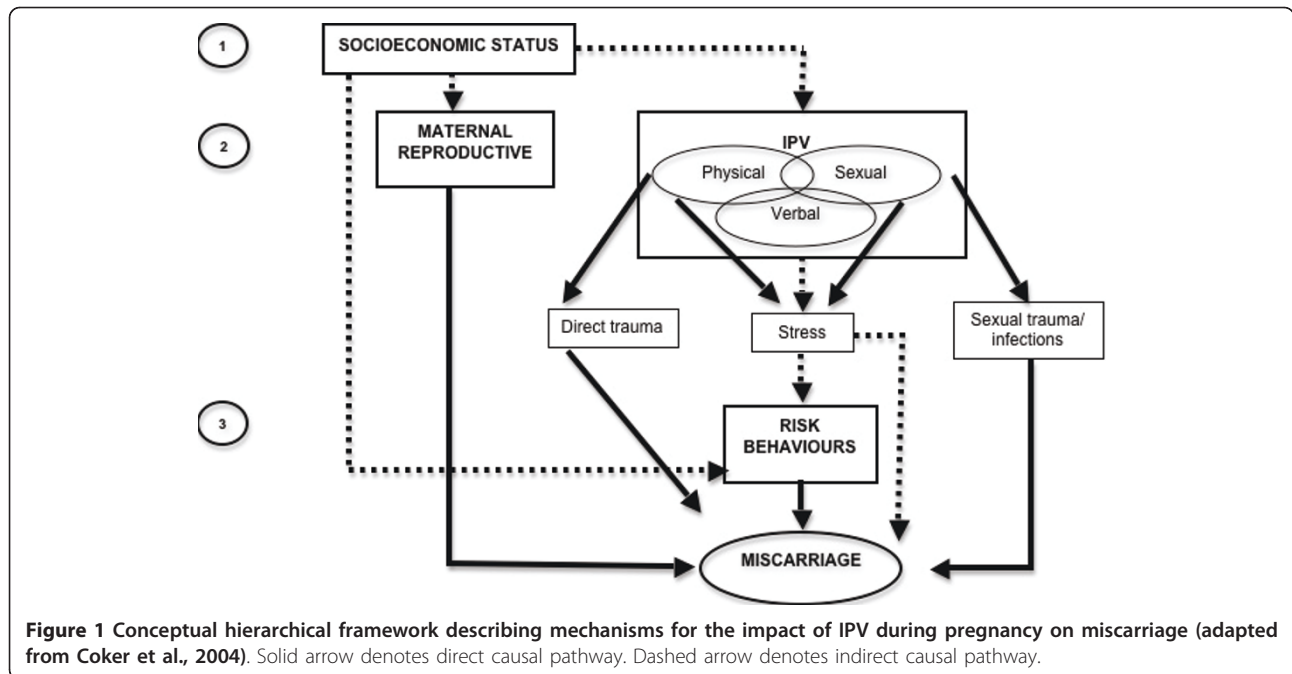 1
SOCIOECONOMIC STATUS
2
MATERNAL
REPRODUCTIVE
IPV
Physical
Sexual
Verbal
Direct trauma
Stress
Sexual trauma/
infections
3
RISK
BEHAVIOURS
MISCARRIAGE
Figure 1 Conceptual hierarchical framework describing mechanisms for the impact of IPV during pregnancy on miscarriage (adapted
from Coker et al., 2004). Solid arrow denotes direct causal pathway. Dashed arrow denotes indirect causal pathway.